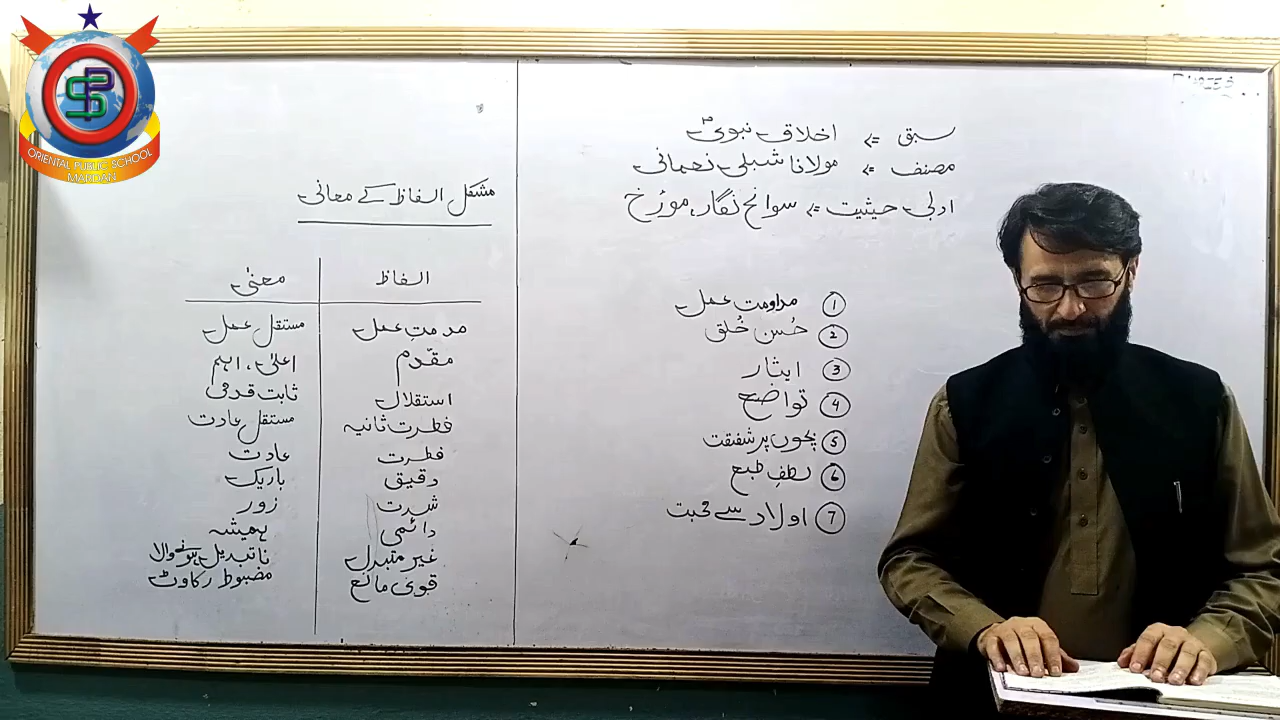 ORIENTAL PUBLIC SCHOOL
MARDAN
سبق => اخلاق نبویؐ
مصنف => مولانا شبلی نعمانی
ادبی حیثیت => سوانح نگار، مورّخ
① مداومت عمل
② حُسن خُلق
③ ایثار
④ تواضع
⑤ بچوں پر شفقت
⑥ لطفِ طبع
⑦ اولاد سے محبت
مشکل الفاظ کے معانی
الفاظ معنیٰ
مدمتِ عمل مستقل عمل
مقدّم اعلیٰ، اہم
استقلال ثابت قدمی
فطرت ثانیہ مستقل عادت
فطرت عادت
دقیق باریک
شدت زور
دائمی ہمیشہ
غیر متبدل ناتبدیل ہونے والا
قوی مانع مضبوط رکاوٹ